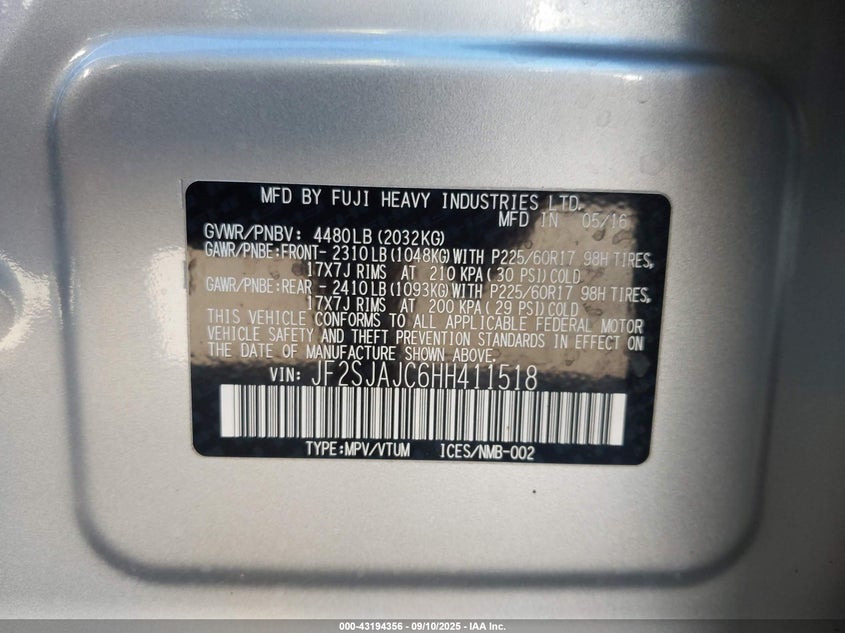 MFD BY FUJI HEAVY INDUSTRIES LTD.
MFD IN 05/16
GVWR/PNBV: 4480LB(2032KG)
GAWR/PNBE:FRONT- 2310LB(1048KG)WITH P225/60R17 98H TIRES,
17X7J RIMS AT 210 KPA(30 PSI)COLD
GAWR/PNBE:REAR - 2410LB(1093KG)WITH P225/60R17 98H TIRES,
17X7J RIMS AT 200 KPA(29 PSI)COLD
THIS VEHICLE CONFORMS TO ALL APPLICABLE FEDERAL MOTOR
VEHICLE SAFETY AND THEFT PREVENTION STANDARDS IN EFFECT ON
THE DATE OF MANUFACTURE SHOWN ABOVE.
VIN: JF2SJAJC6HH411518
TYPE:MPV/VTUM ICES/NMB-002
000-43194356 - 09/10/2025 - IAA Inc.